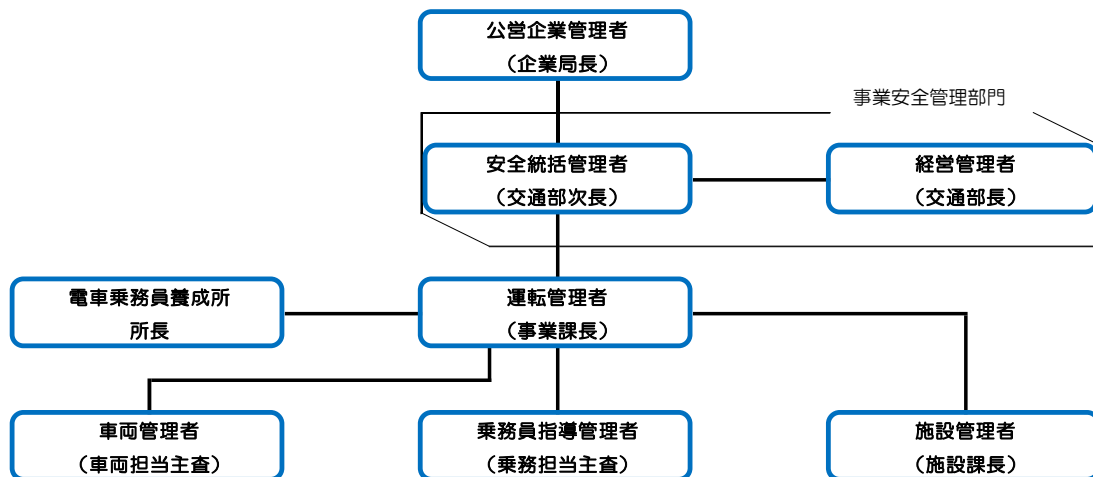 公営企業管理者
（企業局長）
事業安全管理部門
安全統括管理者
（交通部次長）
経営管理者
（交通部長）
電車乗務員養成所
所長
運転管理者
（事業課長）
車両管理者
（車両担当主査）
乗務員指導管理者
（乗務担当主査）
施設管理者
（施設課長）